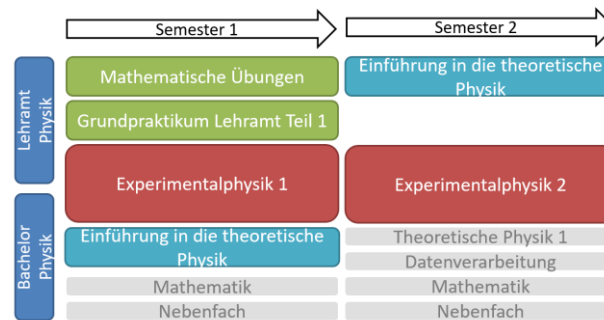 Semester 1
Semester 2
Lehramt
Physik
Mathematische Übungen
Einführung in die theoretische
Physik
Grundpraktikum Lehramt Teil 1
Experimentalphysik 1
Experimentalphysik 2
Bachelor
Physik
Einführung in die theoretische
Physik
Theoretische Physik 1
Datenverarbeitung
Mathematik
Mathematik
Nebenfach
Nebenfach